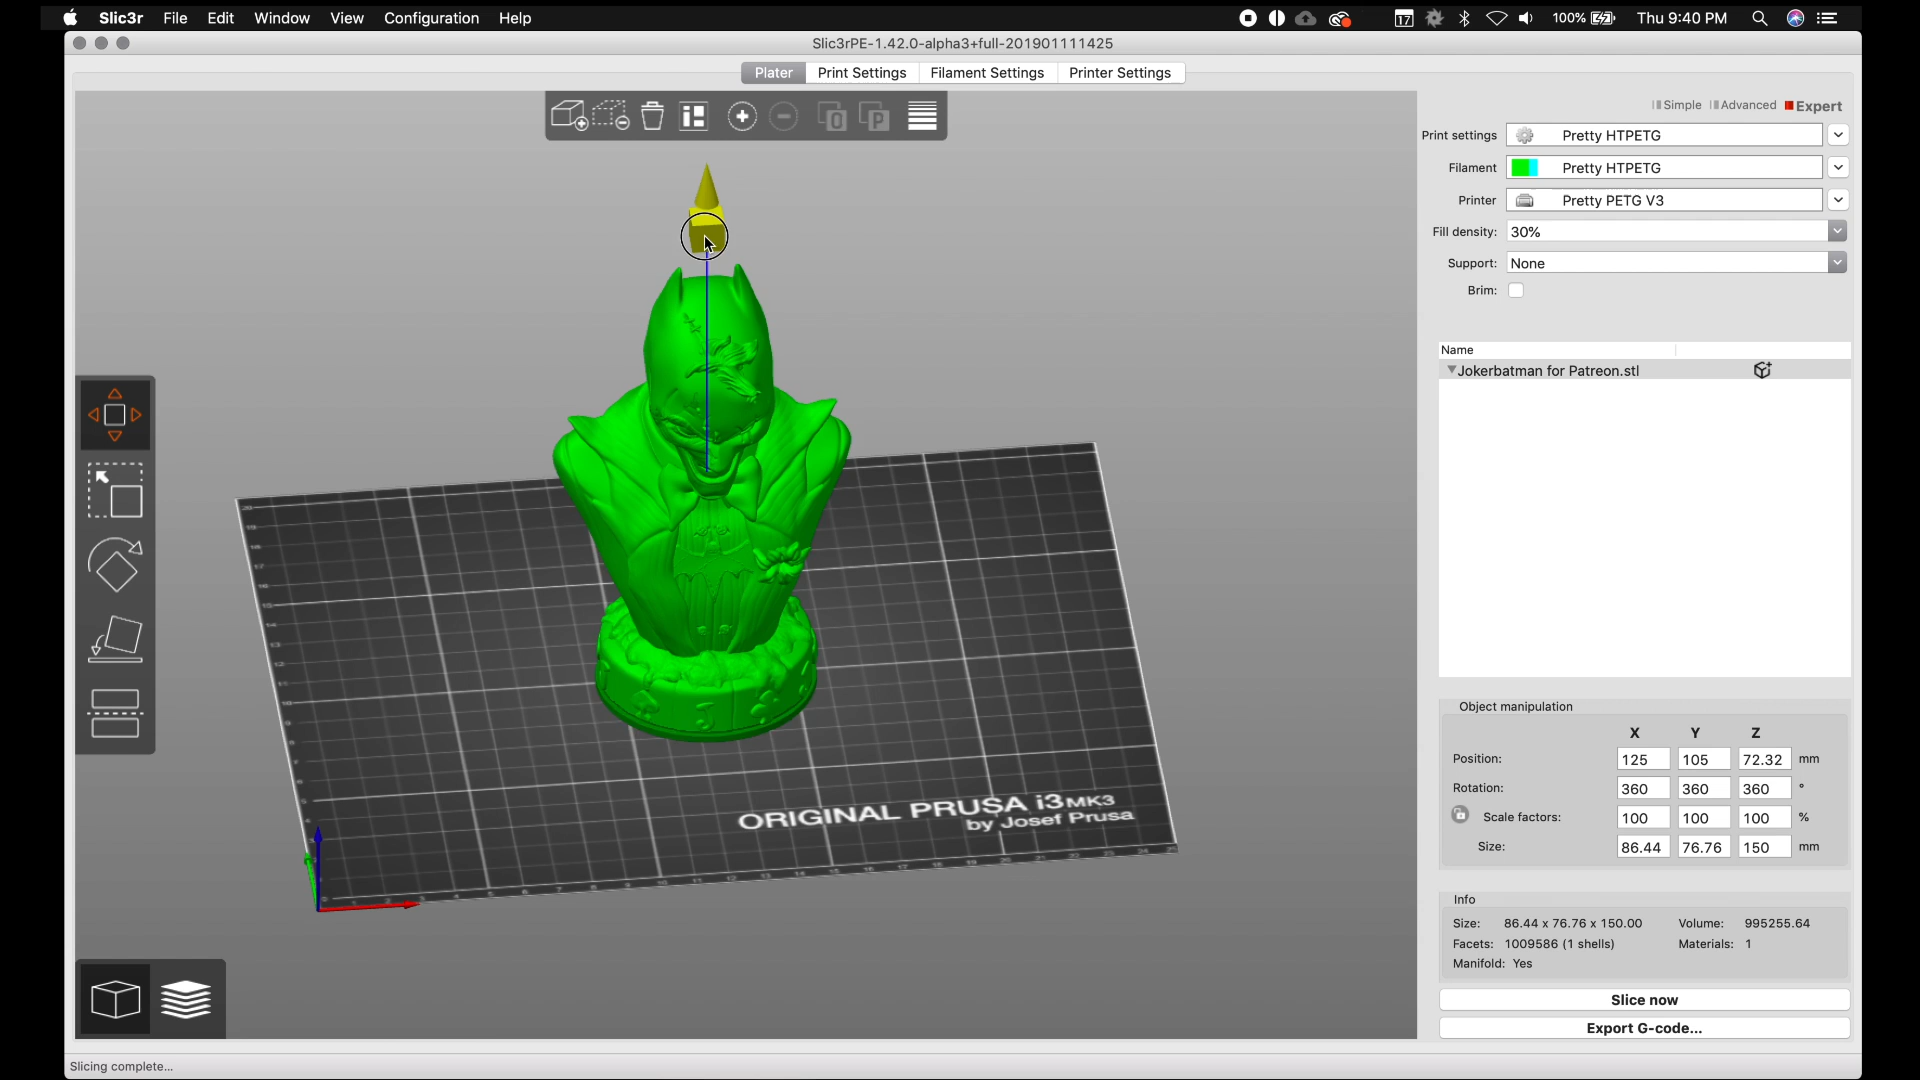 Slic3r File Edit Window View Configuration Help
17 100% Thu 9:40 PM
Slic3rPE-1.42.0-alpha3+full-201901111425
Plater Print Settings Filament Settings Printer Settings
Simple Advanced Expert
Print settings Pretty HTPETG
Filament Pretty HTPETG
Printer Pretty PETG V3
Fill density: 30%
Support: None
Brim:
Name
Jokerbatman for Patreon.stl
ORIGINAL PRUSA i3 MK3
by Josef Prusa
Object manipulation
X Y Z
Position: 125 105 72.32 mm
Rotation: 360 360 360 °
Scale factors: 100 100 100 %
Size: 86.44 76.76 150 mm
Info
Size: 86.44 x 76.76 x 150.00 Volume: 995255.64
Facets: 1009586 (1 shells) Materials: 1
Manifold: Yes
Slice now
Export G-code...
Slicing complete...